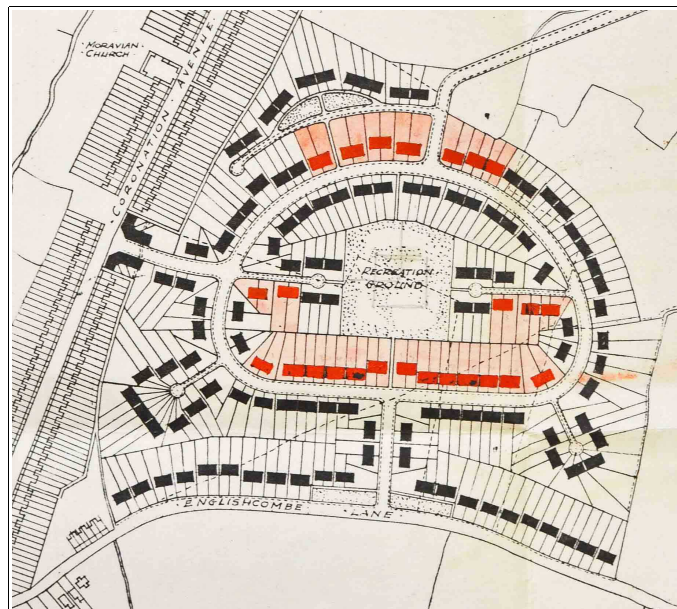 ·MORAVIAN·
CHURCH·
CORONATION · AVENUE ·
RECREATION
GROUND
·ENGLISHCOMBE
·LANE·